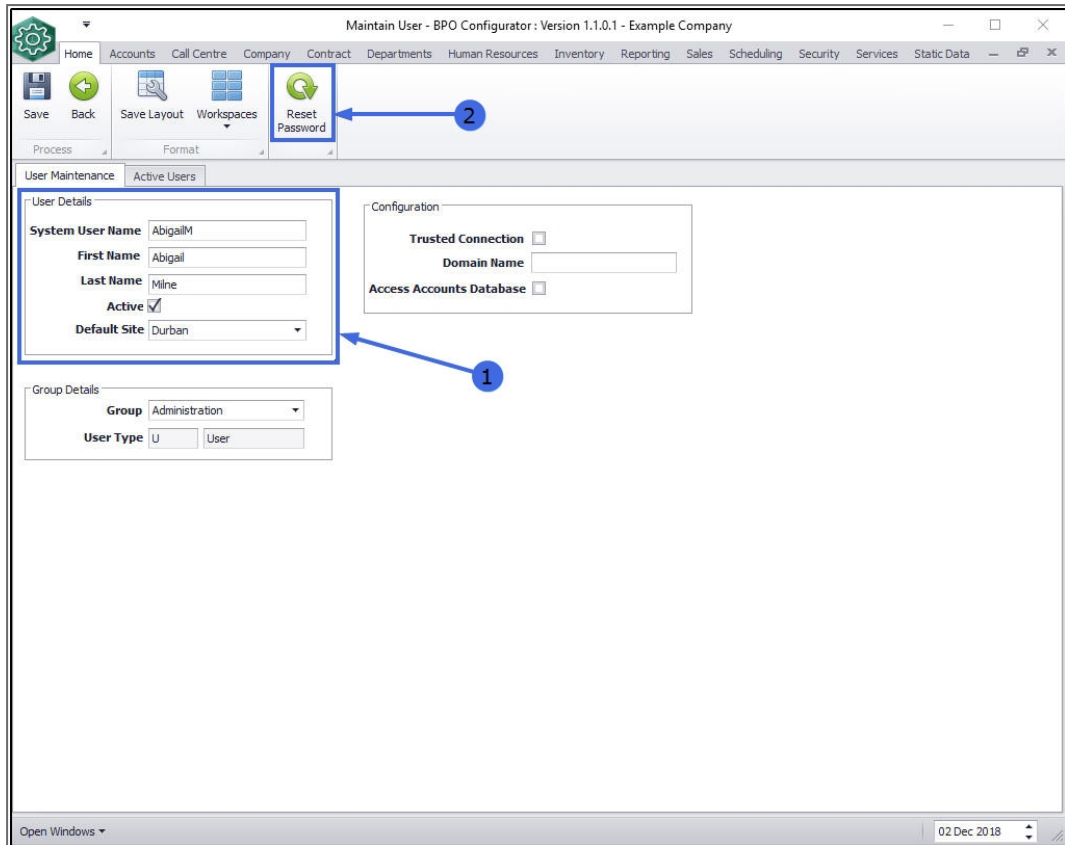 Maintain User - BPO Configurator : Version 1.1.0.1 - Example Company
Home Accounts Call Centre Company Contract Departments Human Resources Inventory Reporting Sales Scheduling Security Services Static Data
Save Back Save Layout Workspaces Reset Password
2
Process Format
User Maintenance Active Users
User Details
System User Name AbigailM
First Name Abigail
Last Name Milne
Active
Default Site Durban
Configuration
Trusted Connection
Domain Name
Access Accounts Database
1
Group Details
Group Administration
User Type U User
Open Windows 02 Dec 2018